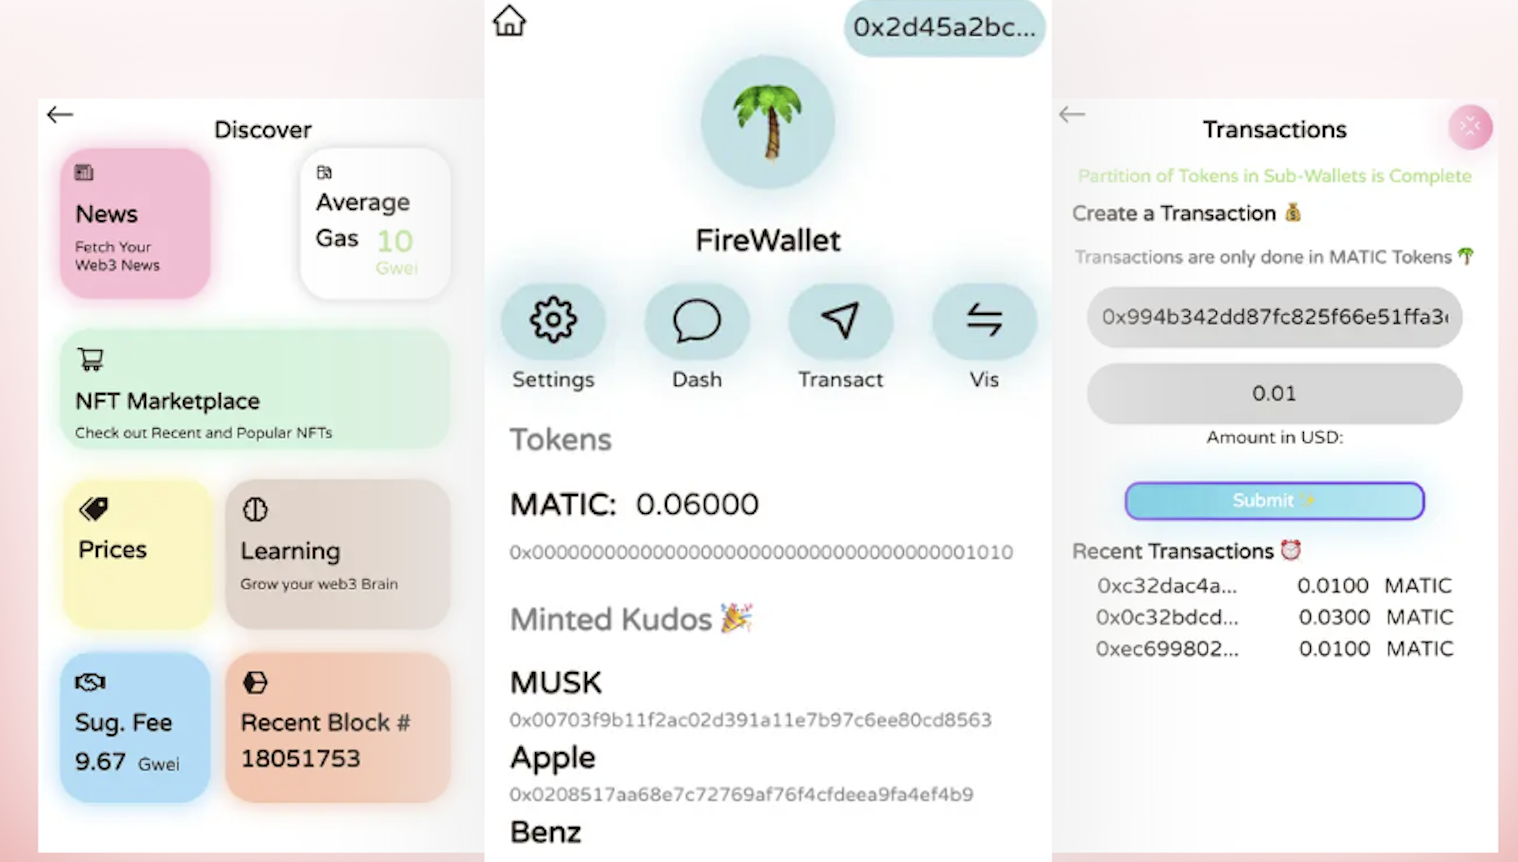 Discover
News
Fetch Your
Web3 News
Average
Gas 10
Gwei
NFT Marketplace
Check out Recent and Popular NFTs
Prices
Learning
Grow your web3 Brain
Sug. Fee
9.67 Gwei
Recent Block #
18051753
0x2d45a2bc...
FireWallet
Settings
Dash
Transact
Vis
Tokens
MATIC: 0.06000
0x0000000000000000000000000000000000001010
Minted Kudos
MUSK
0x00703f9b11f2ac02d391a11e7b97c6ee80cd8563
Apple
0x0208517aa68e7c72769af76f4cfdeea9fa4ef4b9
Benz
Transactions
Partition of Tokens in Sub-Wallets is Complete
Create a Transaction
Transactions are only done in MATIC Tokens
0x994b342dd87fc825f66e51ffa3
0.01
Amount in USD:
Submit
Recent Transactions
0xc32dac4a... 0.0100 MATIC
0x0c32bdcd... 0.0300 MATIC
0xec699802... 0.0100 MATIC